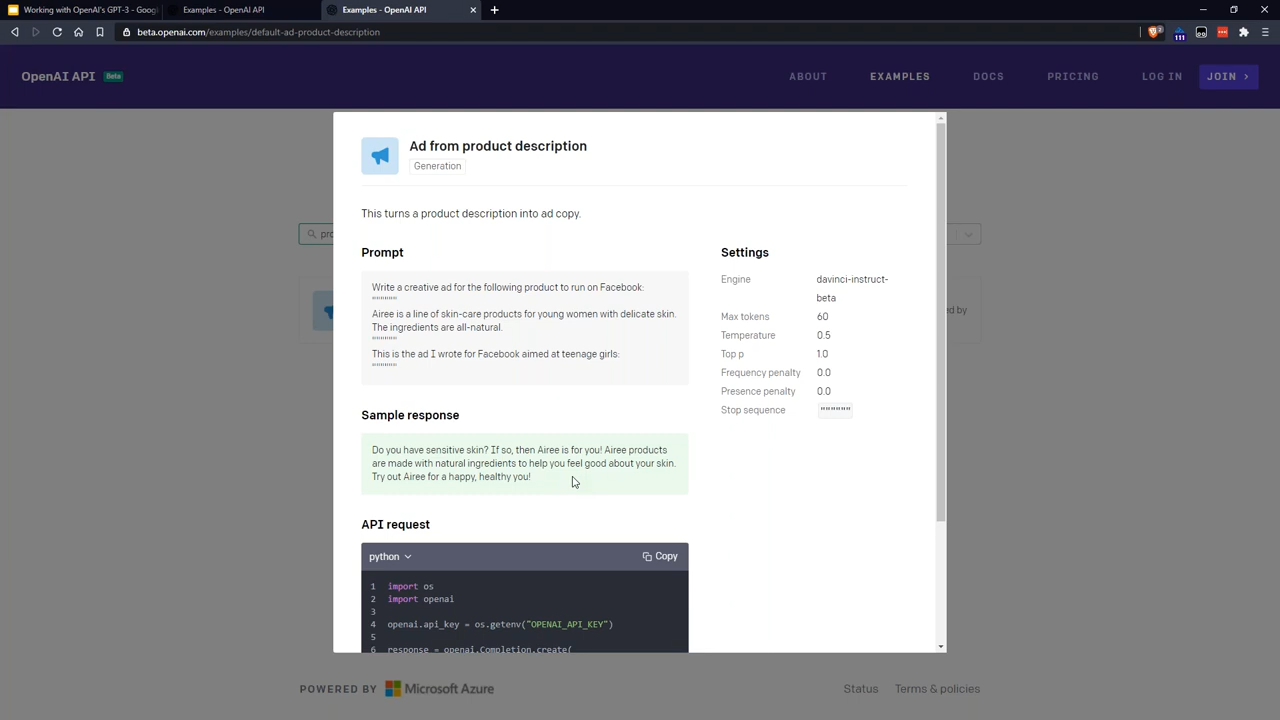 Working with OpenAI's GPT-3 - Goog
Examples - OpenAI API
Examples - OpenAI API
beta.openai.com/examples/default-ad-product-description
2
111
OpenAI API Beta
ABOUT
EXAMPLES
DOCS
PRICING
LOG IN
JOIN >
pro
ed by
Ad from product description
Generation
This turns a product description into ad copy.
Prompt
Write a creative ad for the following product to run on Facebook:
""""""
Airee is a line of skin-care products for young women with delicate skin.
The ingredients are all-natural.
""""""
This is the ad I wrote for Facebook aimed at teenage girls:
""""""
Sample response
Do you have sensitive skin? If so, then Airee is for you! Airee products
are made with natural ingredients to help you feel good about your skin.
Try out Airee for a happy, healthy you!
API request
python
Copy
1 import os
2 import openai
3
4 openai.api_key = os.getenv("OPENAI_API_KEY")
5
6 response = openai.Completion.create(
Settings
Engine davinci-instruct-
beta
Max tokens 60
Temperature 0.5
Top p 1.0
Frequency penalty 0.0
Presence penalty 0.0
Stop sequence """"""
POWERED BY Microsoft Azure
Status
Terms & policies